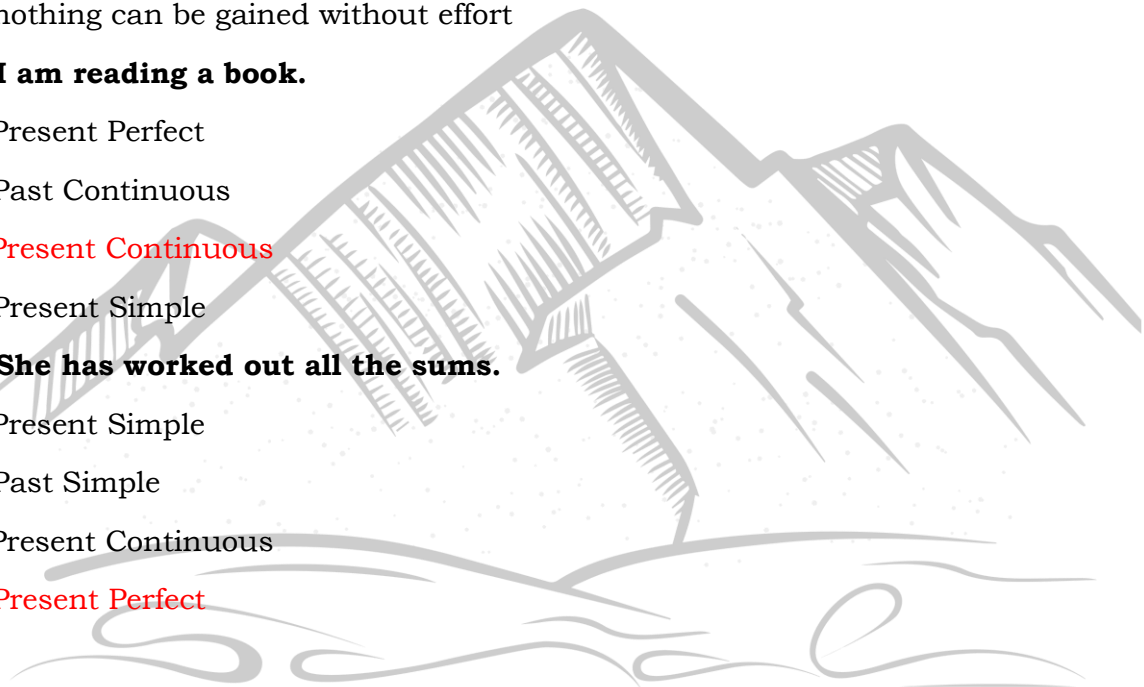 nothing can be gained without effort
I am reading a book.
Present Perfect
Past Continuous
Present Continuous
Present Simple
She has worked out all the sums.
Present Simple
Past Simple
Present Continuous
Present Perfect